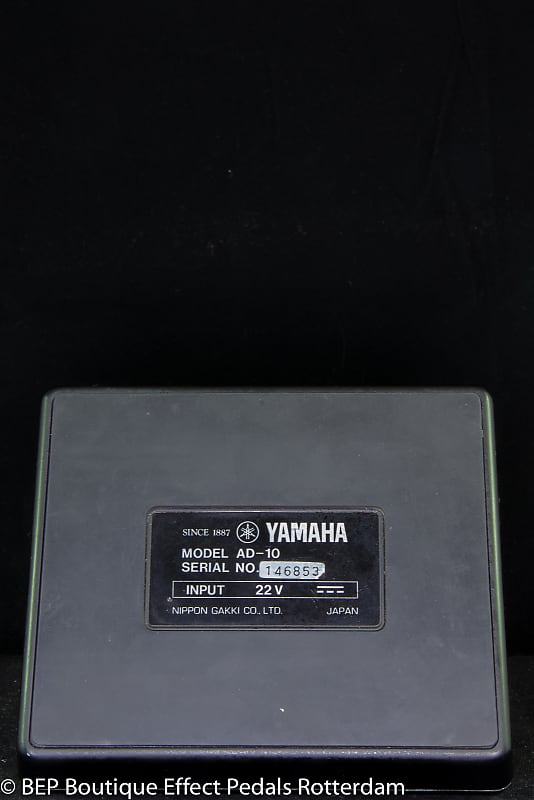 SINCE 1887 YAMAHA
MODEL AD-10
SERIAL NO. 146853
INPUT 22 V
NIPPON GAKKI CO., LTD. JAPAN
© BEP Boutique Effect Pedals Rotterdam